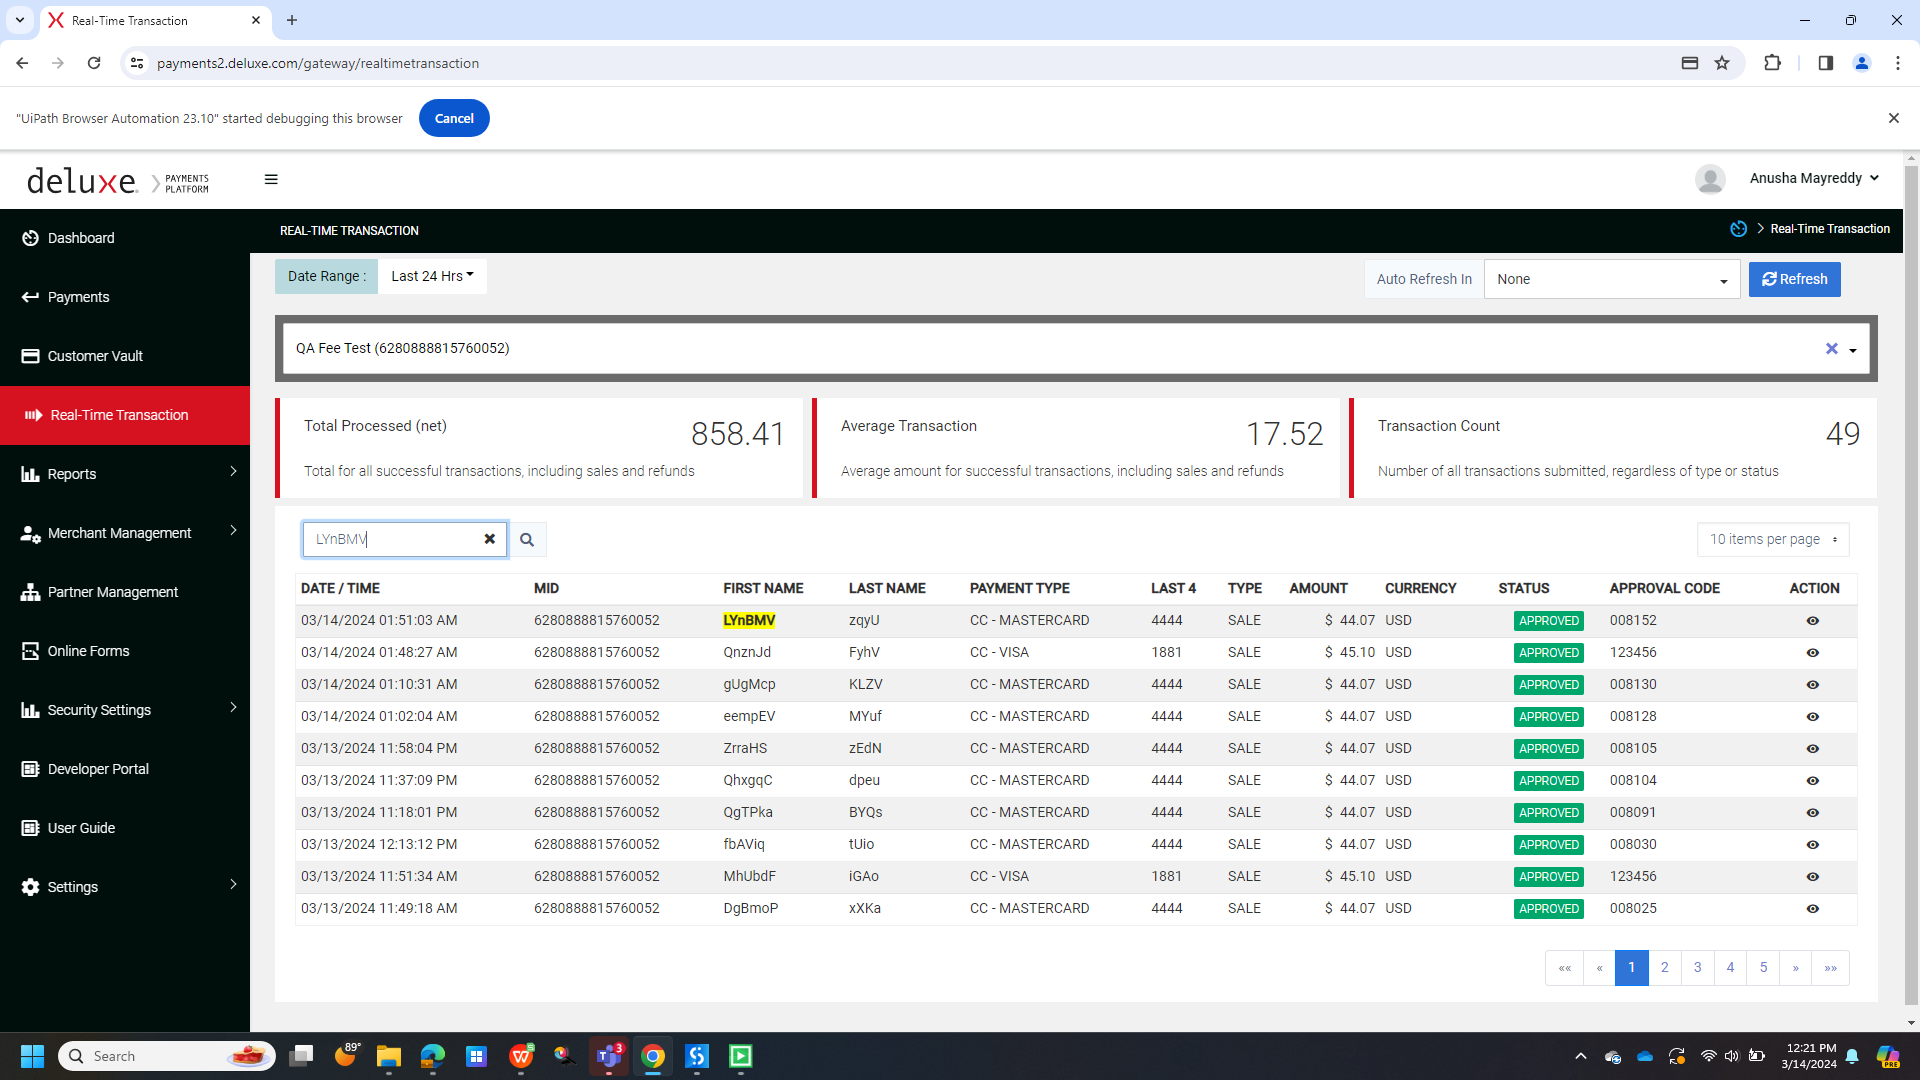 Real-Time Transaction
payments2.deluxe.com/gateway/realtimetransaction
"UiPath Browser Automation 23.10" started debugging this browser
Cancel
deluxe. PAYMENTS PLATFORM
Anusha Mayreddy
Dashboard
Payments
Customer Vault
Real-Time Transaction
Reports
Merchant Management
Partner Management
Online Forms
Security Settings
Developer Portal
User Guide
Settings
REAL-TIME TRANSACTION
Real-Time Transaction
Date Range : Last 24 Hrs
Auto Refresh In None Refresh
QA Fee Test (6280888815760052)
Total Processed (net) 858.41
Total for all successful transactions, including sales and refunds
Average Transaction 17.52
Average amount for successful transactions, including sales and refunds
Transaction Count 49
Number of all transactions submitted, regardless of type or status
LYnBMV
10 items per page
DATE / TIME MID FIRST NAME LAST NAME PAYMENT TYPE LAST 4 TYPE AMOUNT CURRENCY STATUS APPROVAL CODE ACTION
03/14/2024 01:51:03 AM 6280888815760052 LYnBMV zqyU CC - MASTERCARD 4444 SALE $ 44.07 USD APPROVED 008152
03/14/2024 01:48:27 AM 6280888815760052 QnznJd FyhV CC - VISA 1881 SALE $ 45.10 USD APPROVED 123456
03/14/2024 01:10:31 AM 6280888815760052 gUgMcp KLZV CC - MASTERCARD 4444 SALE $ 44.07 USD APPROVED 008130
03/14/2024 01:02:04 AM 6280888815760052 eempEV MYuf CC - MASTERCARD 4444 SALE $ 44.07 USD APPROVED 008128
03/13/2024 11:58:04 PM 6280888815760052 ZrraHS zEdN CC - MASTERCARD 4444 SALE $ 44.07 USD APPROVED 008105
03/13/2024 11:37:09 PM 6280888815760052 QhxgqC dpeu CC - MASTERCARD 4444 SALE $ 44.07 USD APPROVED 008104
03/13/2024 11:18:01 PM 6280888815760052 QgTPka BYQs CC - MASTERCARD 4444 SALE $ 44.07 USD APPROVED 008091
03/13/2024 12:13:12 PM 6280888815760052 fbAViq tUio CC - MASTERCARD 4444 SALE $ 44.07 USD APPROVED 008030
03/13/2024 11:51:34 AM 6280888815760052 MhUbdF iGAo CC - VISA 1881 SALE $ 45.10 USD APPROVED 123456
03/13/2024 11:49:18 AM 6280888815760052 DgBmoP xXKa CC - MASTERCARD 4444 SALE $ 44.07 USD APPROVED 008025
«« « 1 2 3 4 5 » »»
Search
89°
3
12:21 PM
3/14/2024
PRE